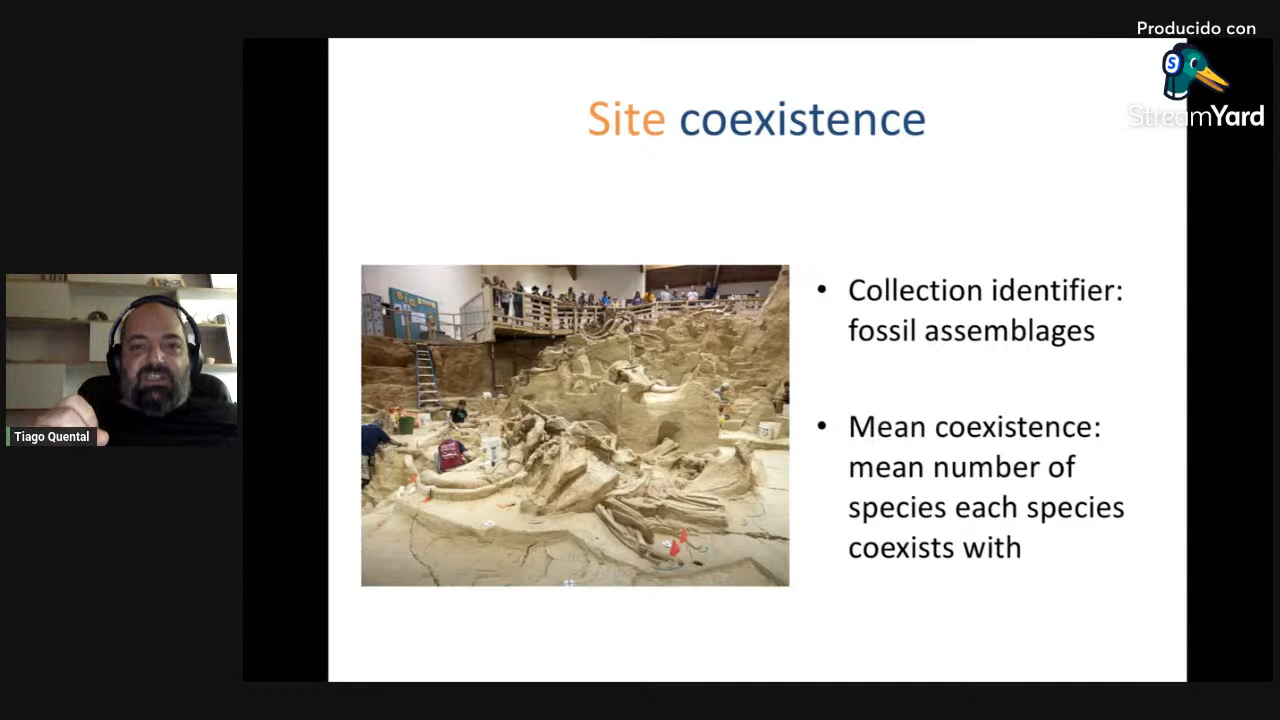 Producido con
StreamYard
Site coexistence
• Collection identifier:
fossil assemblages
• Mean coexistence:
mean number of
species each species
coexists with
Tiago Quental